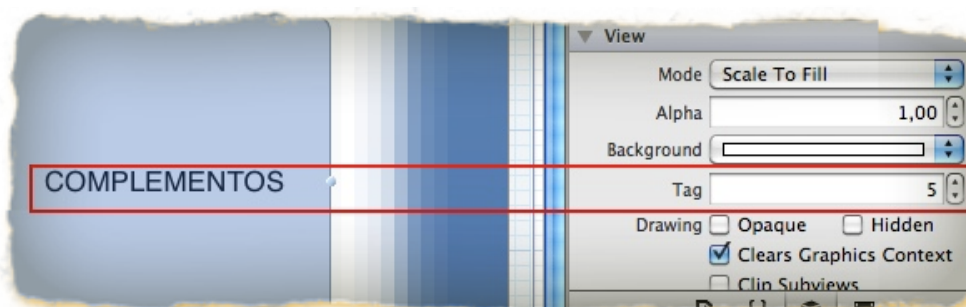 View
Mode Scale To Fill
Alpha 1,00
Background
COMPLEMENTOS
Tag 5
Drawing Opaque Hidden
Clears Graphics Context
Clip Subviews